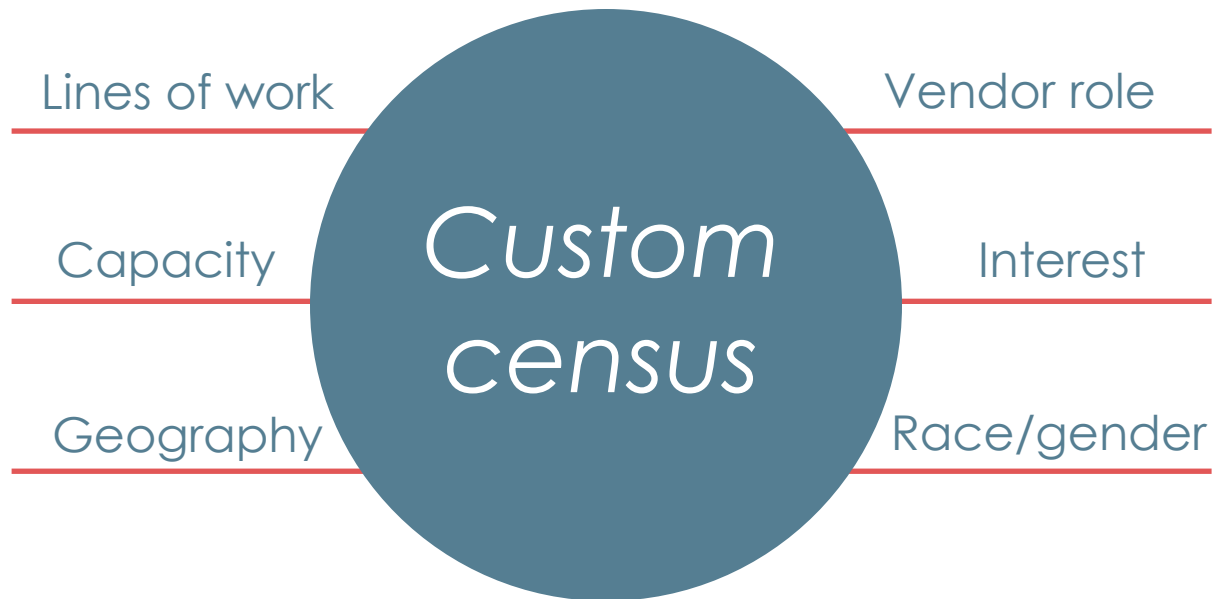 Lines of work
Vendor role
Custom
census
Capacity
Interest
Geography
Race/gender